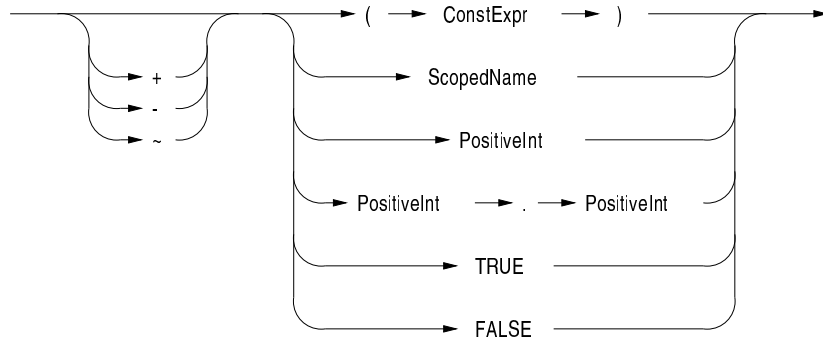 ( ConstExpr )
+ ScopedName
-
~ PositiveInt
PositiveInt . PositiveInt
TRUE
FALSE